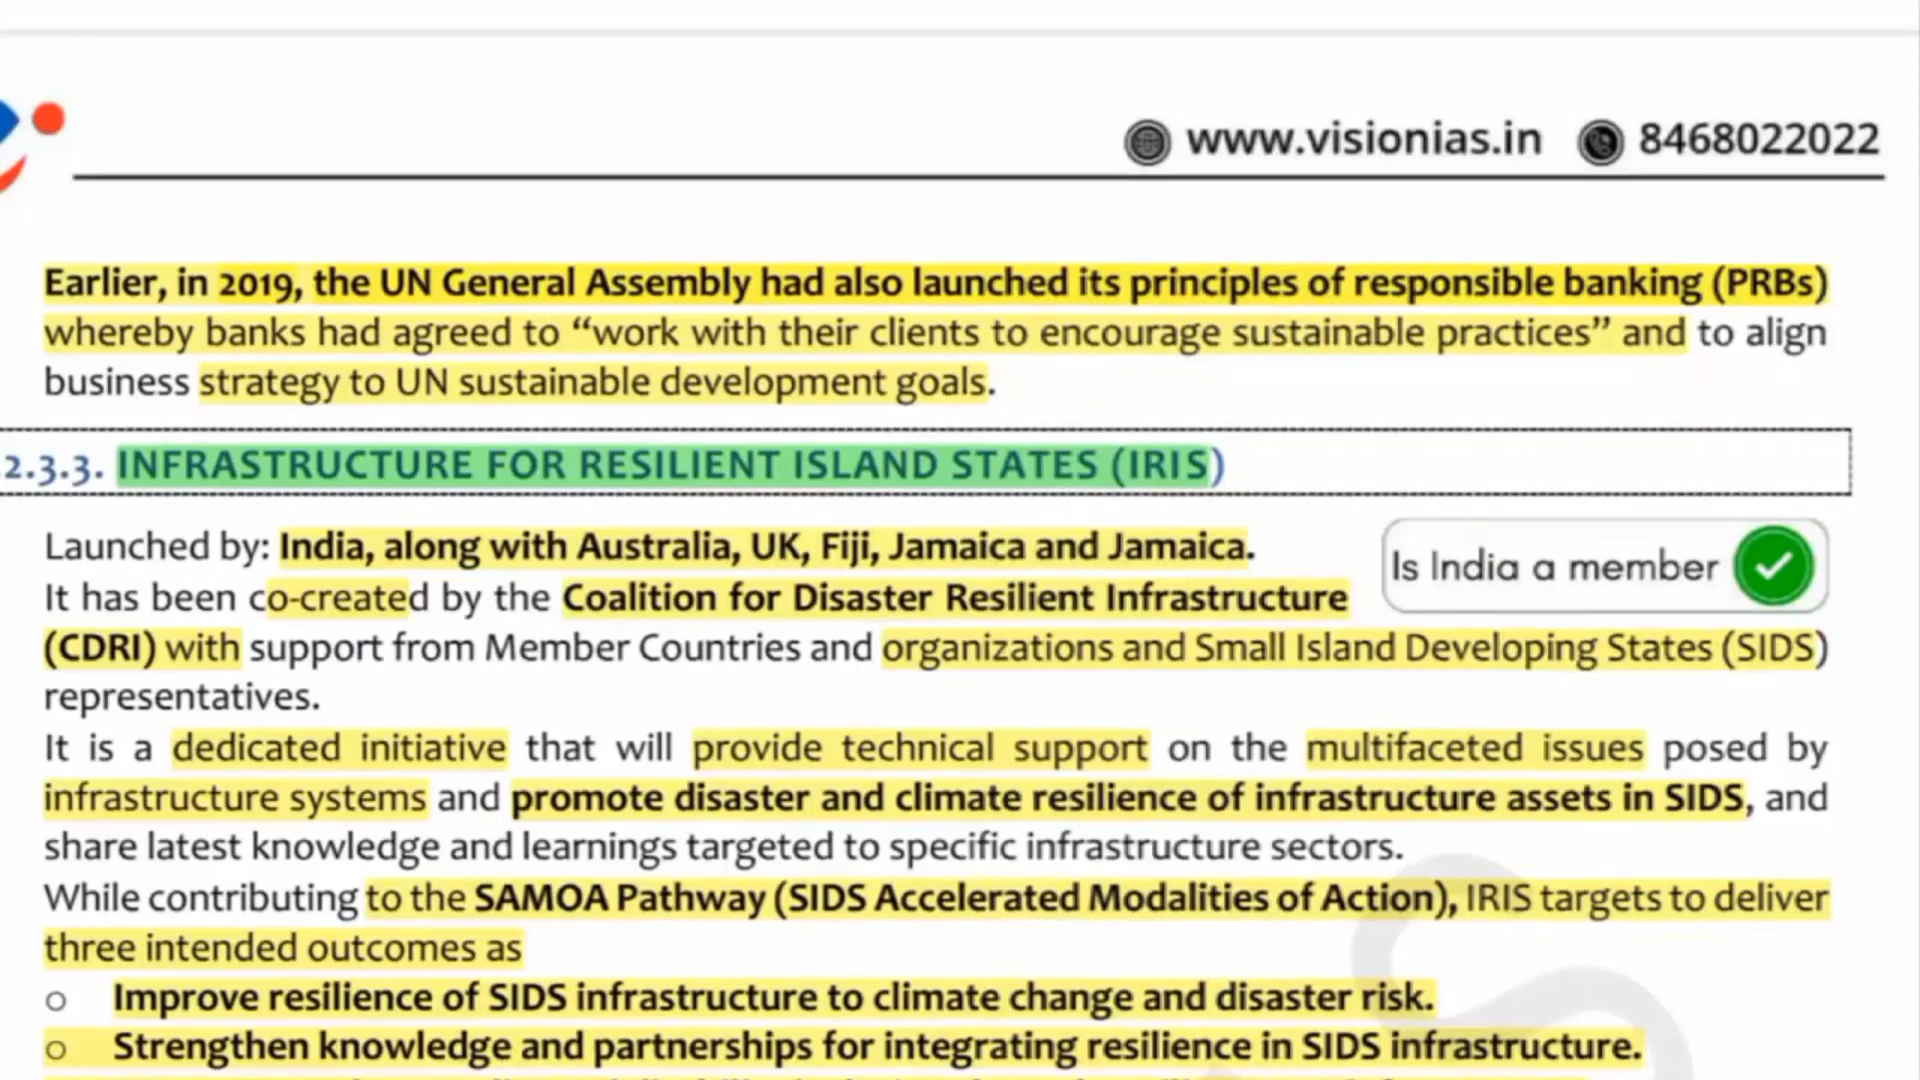 www.visionias.in 8468022022
Earlier, in 2019, the UN General Assembly had also launched its principles of responsible banking (PRBs)
whereby banks had agreed to “work with their clients to encourage sustainable practices” and to align
business strategy to UN sustainable development goals.
2.3.3. INFRASTRUCTURE FOR RESILIENT ISLAND STATES (IRIS)
Launched by: India, along with Australia, UK, Fiji, Jamaica and Jamaica.
Is India a member
It has been co-created by the Coalition for Disaster Resilient Infrastructure
(CDRI) with support from Member Countries and organizations and Small Island Developing States (SIDS)
representatives.
It is a dedicated initiative that will provide technical support on the multifaceted issues posed by
infrastructure systems and promote disaster and climate resilience of infrastructure assets in SIDS, and
share latest knowledge and learnings targeted to specific infrastructure sectors.
While contributing to the SAMOA Pathway (SIDS Accelerated Modalities of Action), IRIS targets to deliver
three intended outcomes as
○ Improve resilience of SIDS infrastructure to climate change and disaster risk.
○ Strengthen knowledge and partnerships for integrating resilience in SIDS infrastructure.